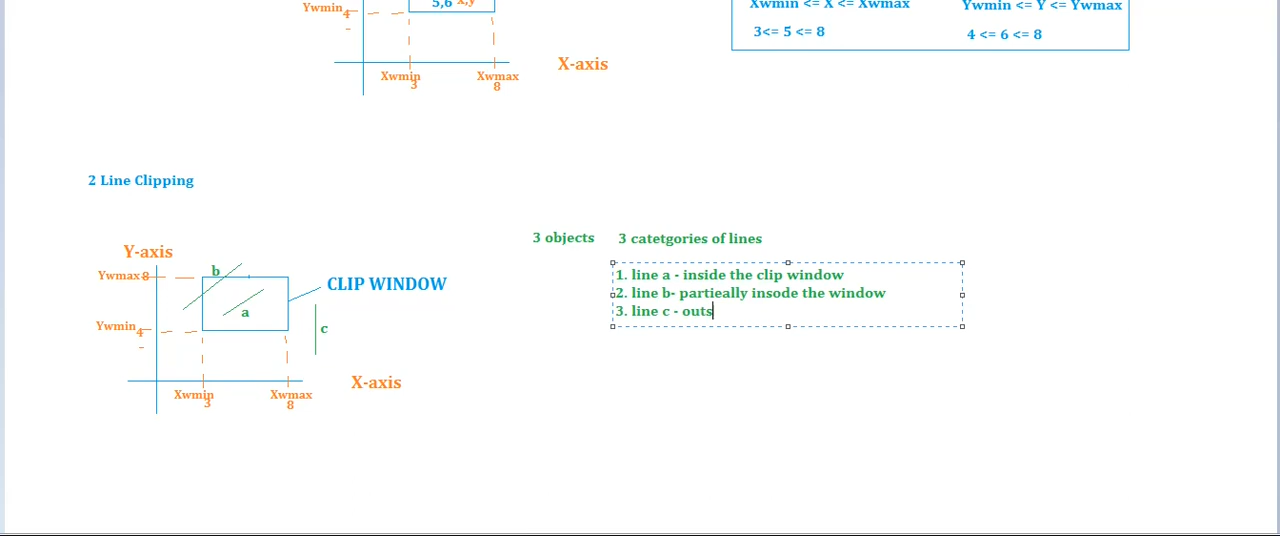 Xwmin <= X <= Xwmax
Ywmin <= Y <= Ywmax
5,6 x,y
Ywmin
4
3<= 5 <= 8
4 <= 6 <= 8
X-axis
Xwmin
3
Xwmax
8
2 Line Clipping
3 objects
3 catetgories of lines
Y-axis
Ywmax 8
b
CLIP WINDOW
a
c
Ywmin
4
1. line a - inside the clip window
2. line b- partieally insode the window
3. line c - outs
X-axis
Xwmin
3
Xwmax
8